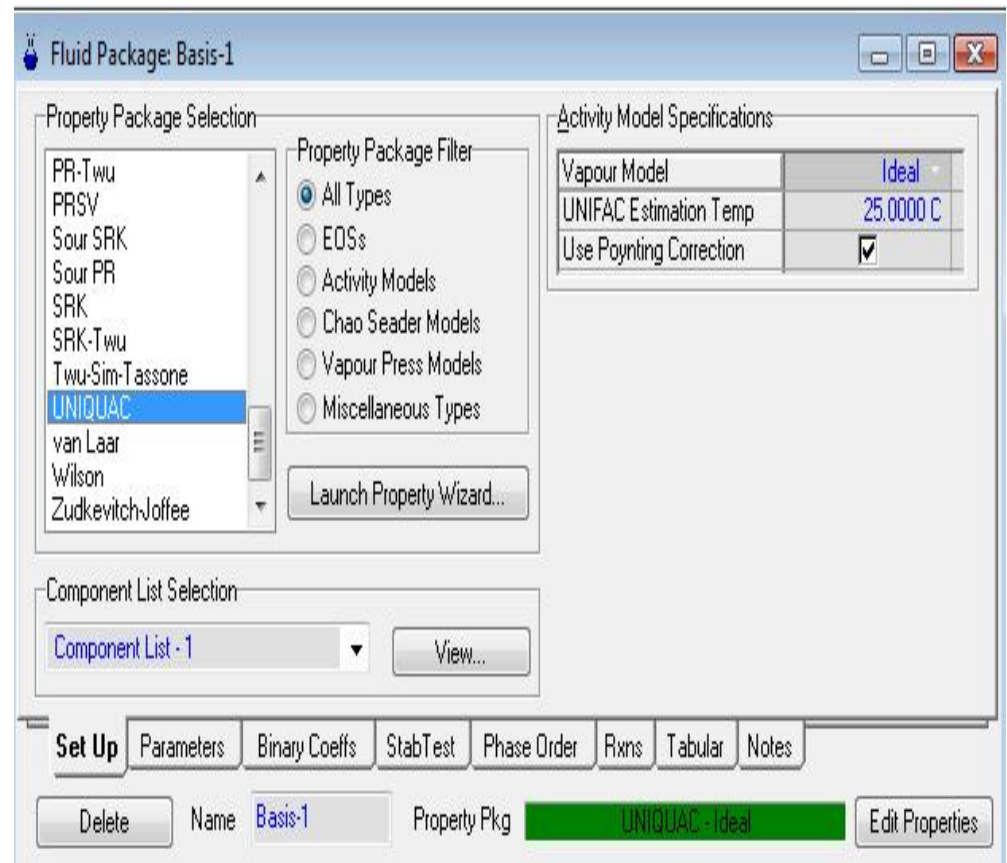 Fluid Package: Basis-1
Property Package Selection
PR-Twu
PRSV
Sour SRK
Sour PR
SRK
SRK-Twu
Twu-Sim-Tassone
UNIQUAC
van Laar
Wilson
Zudkevitch-Joffee
Property Package Filter
All Types
EOSs
Activity Models
Chao Seader Models
Vapour Press Models
Miscellaneous Types
Launch Property Wizard...
Activity Model Specifications
Vapour Model Ideal
UNIFAC Estimation Temp 25.0000 C
Use Poynting Correction
Component List Selection
Component List - 1 View...
Set Up Parameters Binary Coeffs StabTest Phase Order Rxns Tabular Notes
Delete Name Basis-1 Property Pkg UNIQUAC - Ideal Edit Properties